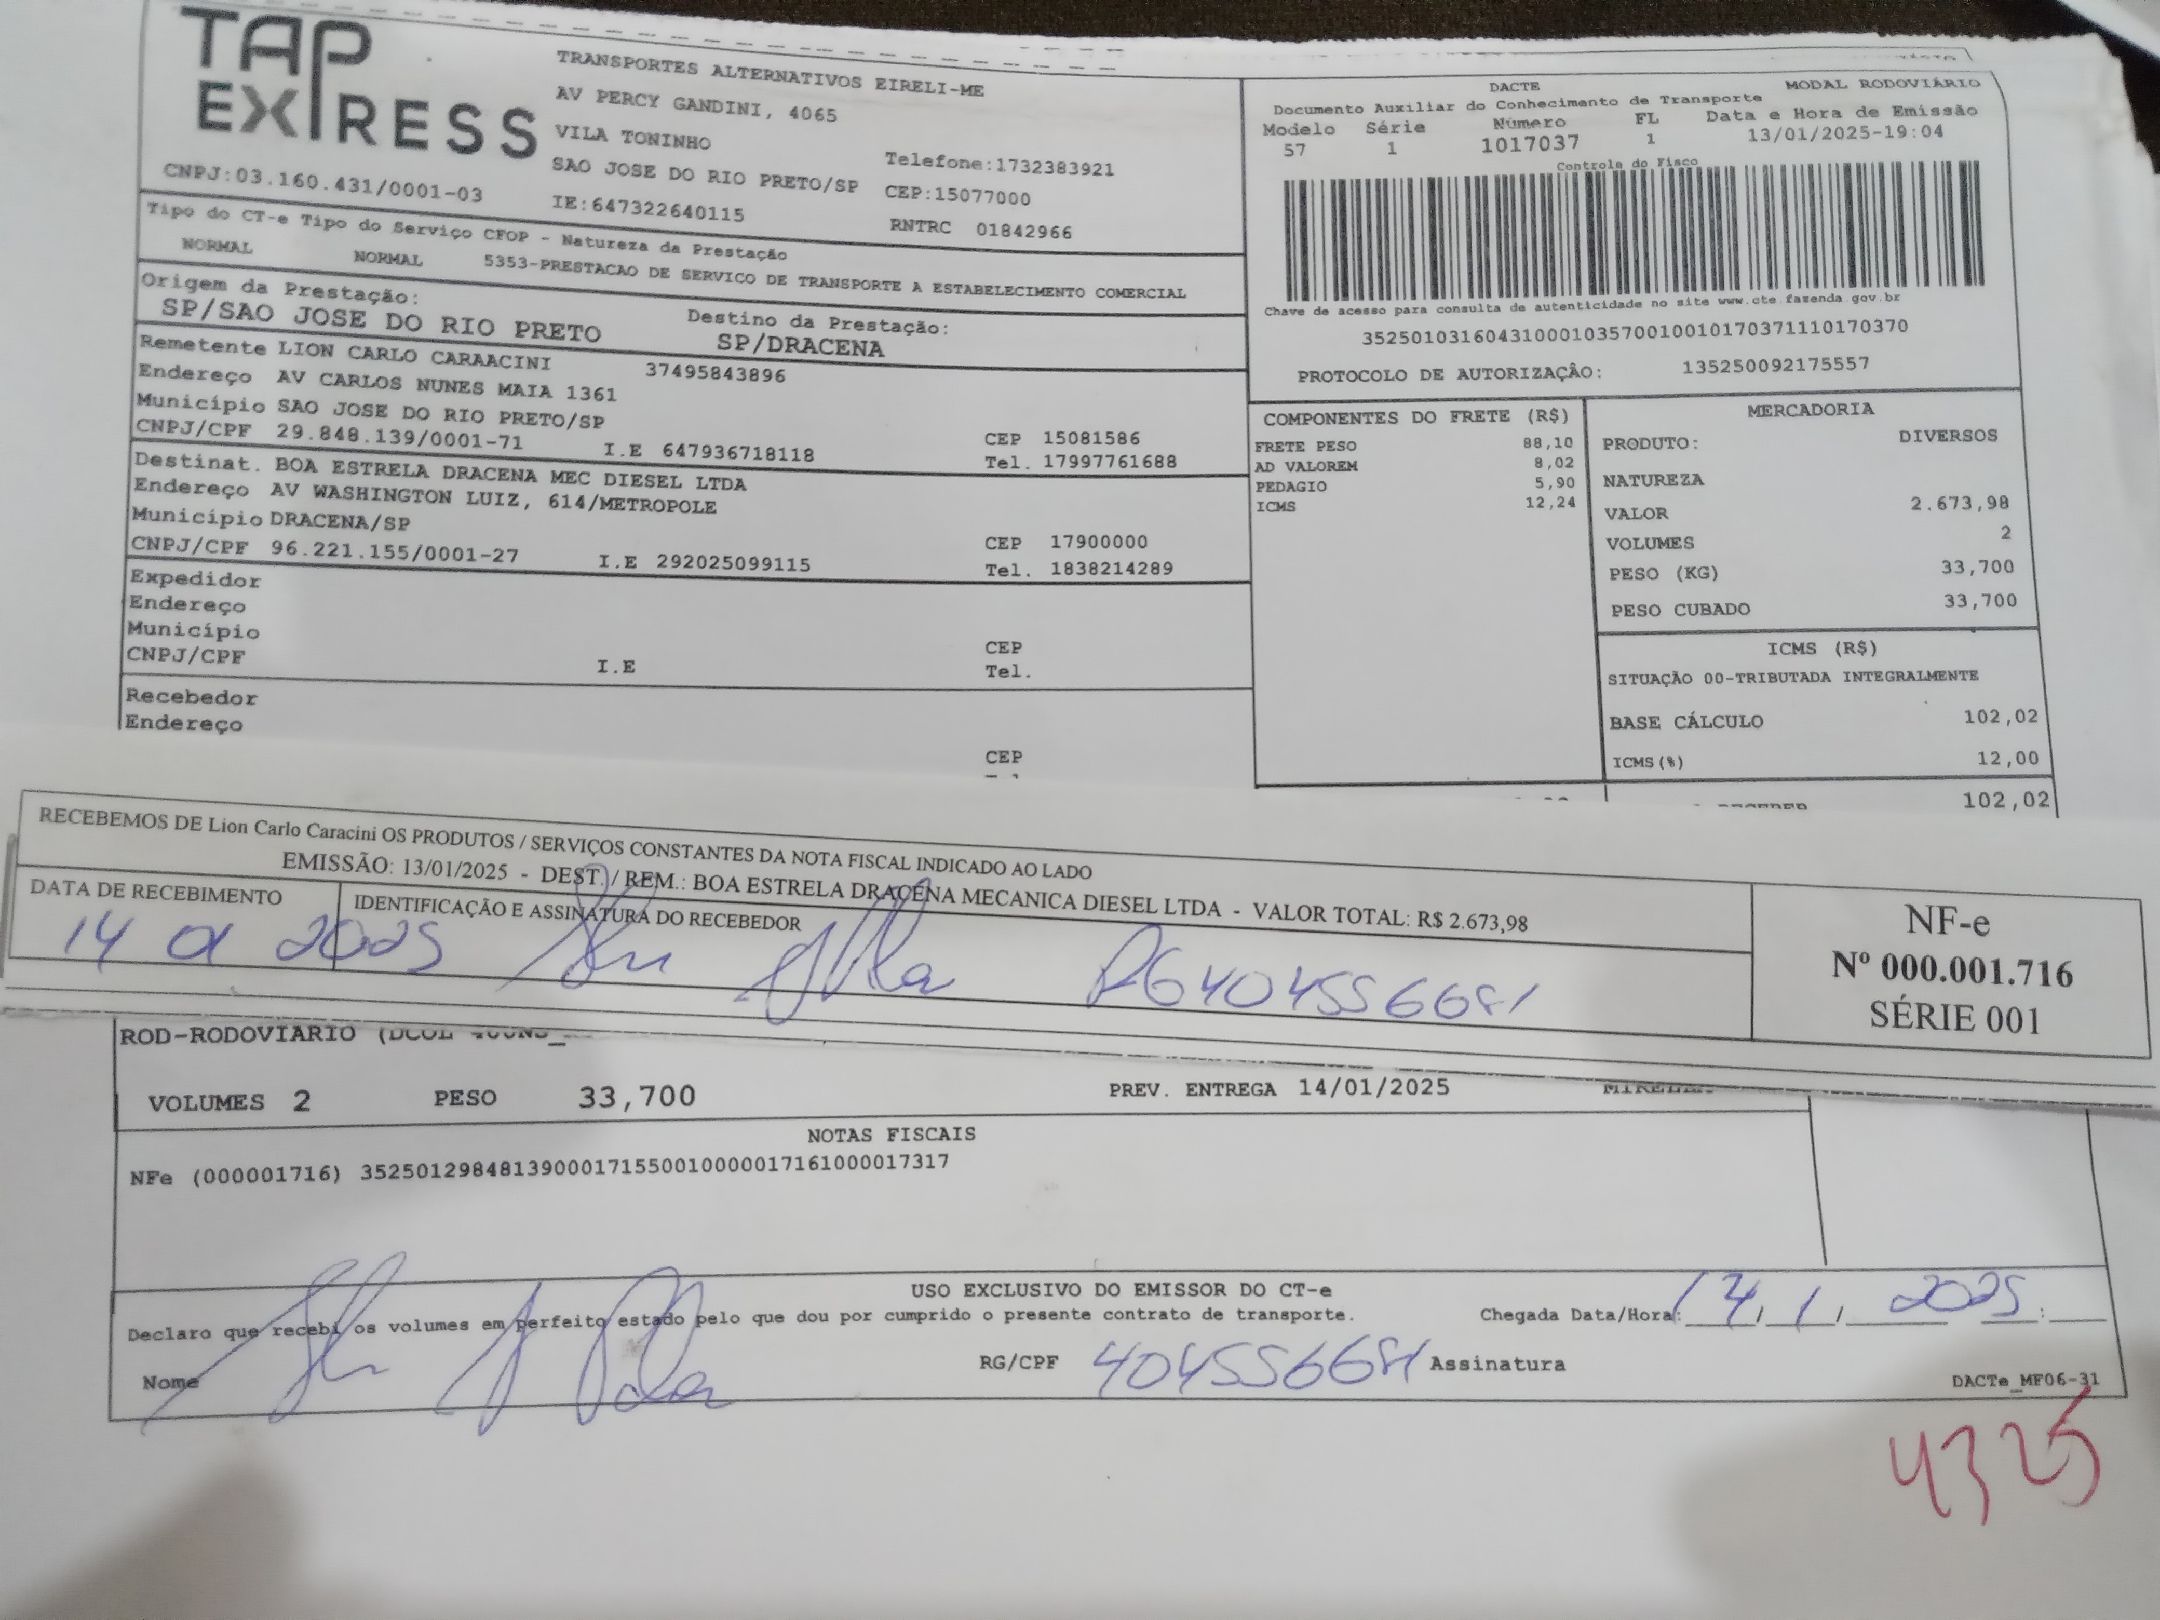 TAP EXPRESS
TRANSPORTES ALTERNATIVOS EIRELI-ME
AV PERCY GANDINI, 4065
VILA TONINHO
SAO JOSE DO RIO PRETO/SP
Telefone:1732383921
CEP:15077000
CNPJ:03.160.431/0001-03
IE:647322640115
RNTRC 01842966
Tipo do CT-e Tipo do Serviço CFOP - Natureza da Prestação
NORMAL NORMAL 5353-PRESTACAO DE SERVICO DE TRANSPORTE A ESTABELECIMENTO COMERCIAL
Origem da Prestação: Destino da Prestação:
SP/SAO JOSE DO RIO PRETO SP/DRACENA
Remetente LION CARLO CARAACINI 37495843896
Endereço AV CARLOS NUNES MAIA 1361
Município SAO JOSE DO RIO PRETO/SP CEP 15081586
CNPJ/CPF 29.848.139/0001-71 I.E 647936718118 Tel. 17997761688
Destinat. BOA ESTRELA DRACENA MEC DIESEL LTDA
Endereço AV WASHINGTON LUIZ, 614/METROPOLE
Município DRACENA/SP CEP 17900000
CNPJ/CPF 96.221.155/0001-27 I.E 292025099115 Tel. 1838214289
Expedidor
Endereço
Município CEP
CNPJ/CPF I.E Tel.
Recebedor
Endereço
CEP
DACTE MODAL RODOVIÁRIO
Documento Auxiliar do Conhecimento de Transporte
Modelo Série Número FL Data e Hora de Emissão
57 1 1017037 1 13/01/2025-19:04
Controle do Fisco
Chave de acesso para consulta de autenticidade no site www.cte.fazenda.gov.br
35250103160431000103570010010170371110170370
PROTOCOLO DE AUTORIZAÇÃO: 135250092175557
COMPONENTES DO FRETE (R$)
FRETE PESO 88,10
AD VALOREM 8,02
PEDAGIO 5,90
ICMS 12,24
MERCADORIA
PRODUTO: DIVERSOS
NATUREZA
VALOR 2.673,98
VOLUMES 2
PESO (KG) 33,700
PESO CUBADO 33,700
ICMS (R$)
SITUAÇÃO 00-TRIBUTADA INTEGRALMENTE
BASE CÁLCULO 102,02
ICMS(%) 12,00
102,02
RECEBEMOS DE Lion Carlo Caracini OS PRODUTOS / SERVIÇOS CONSTANTES DA NOTA FISCAL INDICADO AO LADO
EMISSÃO: 13/01/2025 - DEST. / REM.: BOA ESTRELA DRACENA MECANICA DIESEL LTDA - VALOR TOTAL: R$ 2.673,98
DATA DE RECEBIMENTO IDENTIFICAÇÃO E ASSINATURA DO RECEBEDOR
14 01 2025
NF-e
Nº 000.001.716
SÉRIE 001
ROD-RODOVIARIO
VOLUMES 2 PESO 33,700 PREV. ENTREGA 14/01/2025
NOTAS FISCAIS
NFe (000001716) 35250129848139000171550010000017161000017317
USO EXCLUSIVO DO EMISSOR DO CT-e
Declaro que recebi os volumes em perfeito estado pelo que dou por cumprido o presente contrato de transporte. Chegada Data/Hora: 14/1/2025 :
Nome RG/CPF Assinatura
DACTe_MF06-31
4325